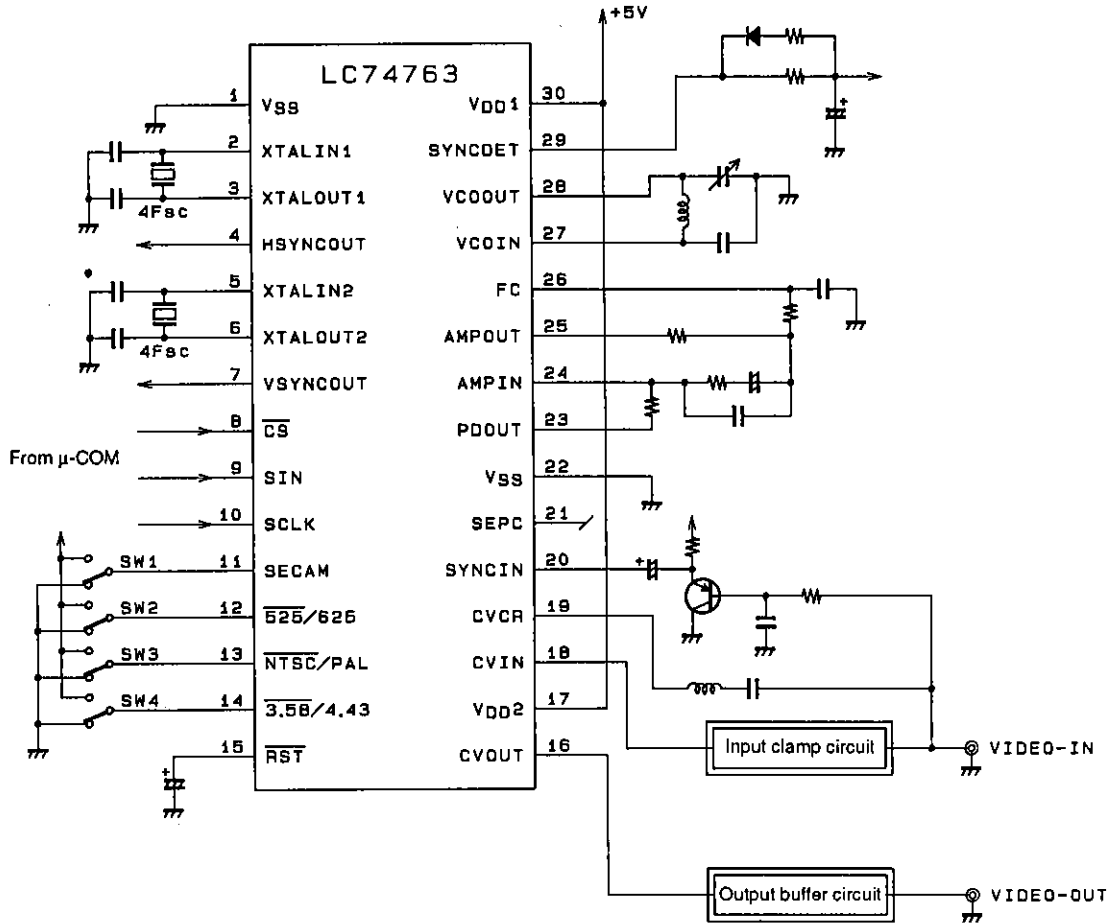 +5V
LC74763
1 VSS
2 XTALIN1
3 XTALOUT1
4Fsc
4 HSYNCOUT
5 XTALIN2
6 XTALOUT2
4Fsc
7 VSYNCOUT
8 CS
From μ-COM
9 SIN
10 SCLK
SW1 11 SECAM
SW2 12 525/625
SW3 13 NTSC/PAL
SW4 14 3.58/4.43
15 RST
VDD1 30
SYNCDET 29
VCOOUT 28
VCOIN 27
FC 26
AMPOUT 25
AMPIN 24
PDOUT 23
VSS 22
SEPC 21
SYNCIN 20
+
CVCR 19
CVIN 18
VDD2 17
CVOUT 16
+
+
Input clamp circuit
VIDEO-IN
Output buffer circuit
VIDEO-OUT